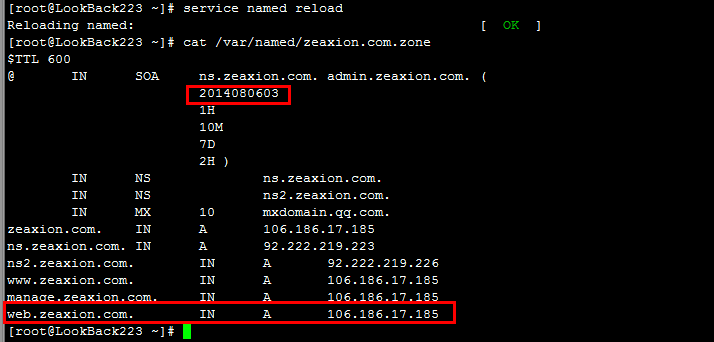 [root@LookBack223 ~]# service named reload
Reloading named: [ OK ]
[root@LookBack223 ~]# cat /var/named/zeaxion.com.zone
$TTL 600
@ IN SOA ns.zeaxion.com. admin.zeaxion.com. (
2014080603
1H
10M
7D
2H )
IN NS ns.zeaxion.com.
IN NS ns2.zeaxion.com.
IN MX 10 mxdomain.qq.com.
zeaxion.com. IN A 106.186.17.185
ns.zeaxion.com. IN A 92.222.219.223
ns2.zeaxion.com. IN A 92.222.219.226
www.zeaxion.com. IN A 106.186.17.185
manage.zeaxion.com. IN A 106.186.17.185
web.zeaxion.com. IN A 106.186.17.185
[root@LookBack223 ~]#